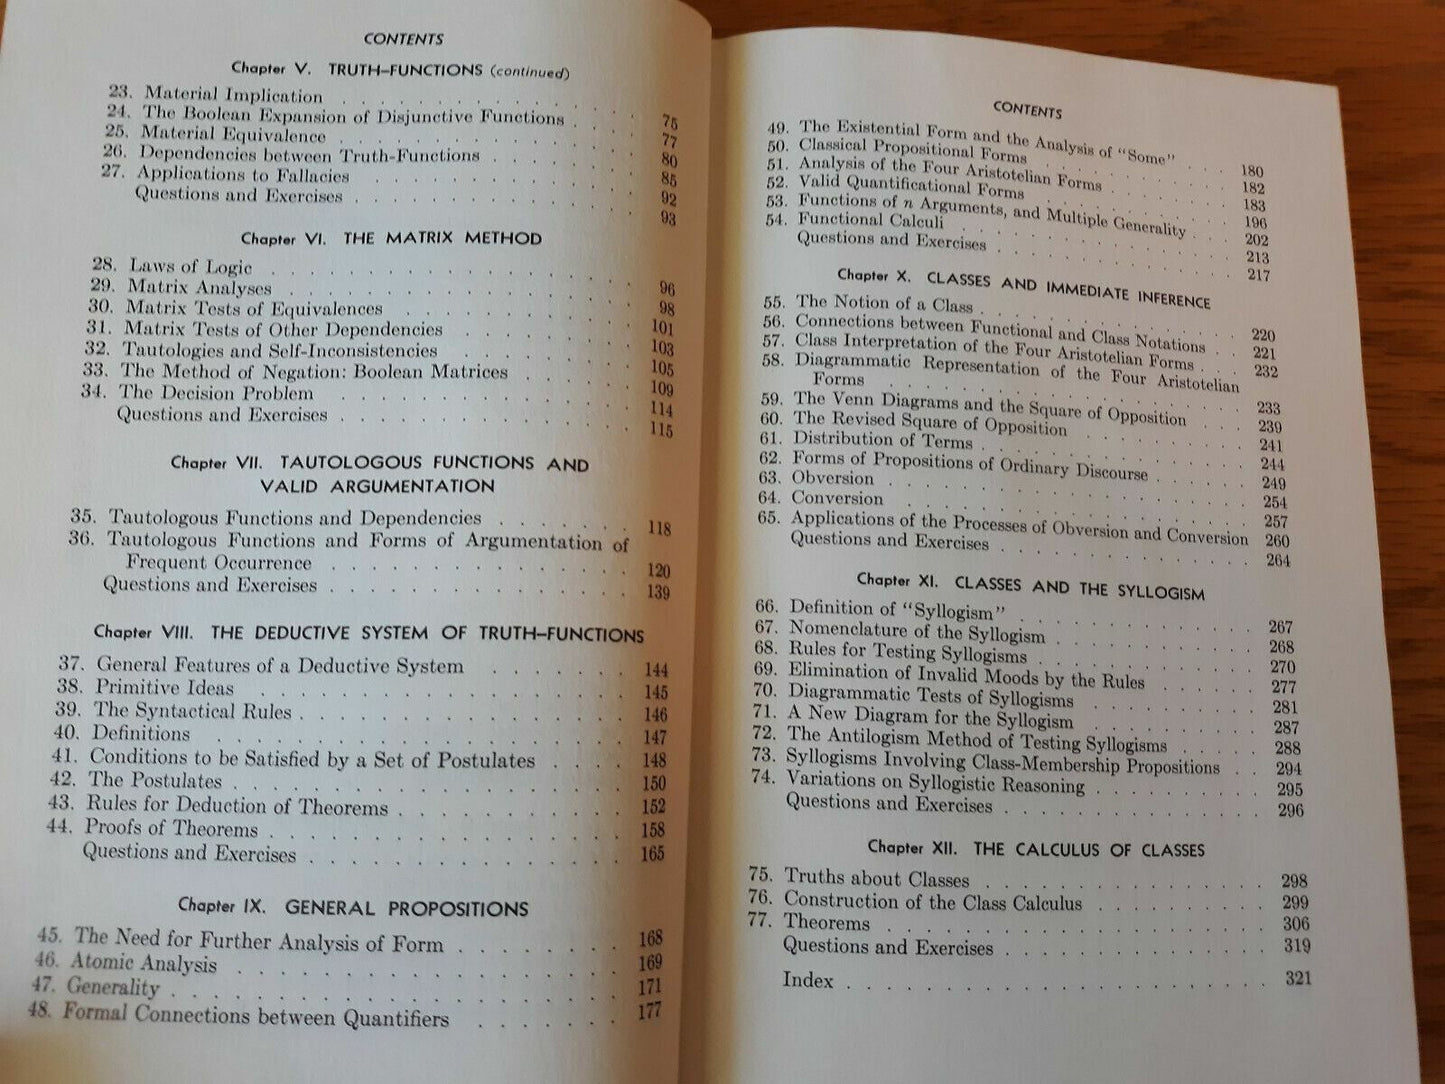 CONTENTS
Chapter V. TRUTH–FUNCTIONS (continued)
23. Material Implication . . . . . . . . . . . . 75
24. The Boolean Expansion of Disjunctive Functions . . . . 77
25. Material Equivalence . . . . . . . . . . . . 80
26. Dependencies between Truth-Functions . . . . . . . 85
27. Applications to Fallacies . . . . . . . . . . . 92
Questions and Exercises . . . . . . . . . . . 93
Chapter VI. THE MATRIX METHOD
28. Laws of Logic . . . . . . . . . . . . . . 96
29. Matrix Analyses . . . . . . . . . . . . . . 98
30. Matrix Tests of Equivalences . . . . . . . . . . 101
31. Matrix Tests of Other Dependencies . . . . . . . . 103
32. Tautologies and Self-Inconsistencies . . . . . . . . 105
33. The Method of Negation: Boolean Matrices . . . . . . 109
34. The Decision Problem . . . . . . . . . . . . 114
Questions and Exercises . . . . . . . . . . . . 115
Chapter VII. TAUTOLOGOUS FUNCTIONS AND
VALID ARGUMENTATION
35. Tautologous Functions and Dependencies . . . . . . . 118
36. Tautologous Functions and Forms of Argumentation of
Frequent Occurrence . . . . . . . . . . . . 120
Questions and Exercises . . . . . . . . . . . . 139
Chapter VIII. THE DEDUCTIVE SYSTEM OF TRUTH–FUNCTIONS
37. General Features of a Deductive System . . . . . . . 144
38. Primitive Ideas . . . . . . . . . . . . . . 145
39. The Syntactical Rules . . . . . . . . . . . . . 146
40. Definitions . . . . . . . . . . . . . . . 147
41. Conditions to be Satisfied by a Set of Postulates . . . . 148
42. The Postulates . . . . . . . . . . . . . . . 150
43. Rules for Deduction of Theorems . . . . . . . . . 152
44. Proofs of Theorems . . . . . . . . . . . . . 158
Questions and Exercises . . . . . . . . . . . . 165
Chapter IX. GENERAL PROPOSITIONS
45. The Need for Further Analysis of Form . . . . . . . 168
46. Atomic Analysis . . . . . . . . . . . . . . 169
47. Generality . . . . . . . . . . . . . . . . 171
48. Formal Connections between Quantifiers . . . . . . 177
CONTENTS
49. The Existential Form and the Analysis of "Some" . . . 180
50. Classical Propositional Forms . . . . . . . . . . 182
51. Analysis of the Four Aristotelian Forms . . . . . . . 183
52. Valid Quantificational Forms . . . . . . . . . . 196
53. Functions of n Arguments, and Multiple Generality . . . 202
54. Functional Calculi . . . . . . . . . . . . . 213
Questions and Exercises . . . . . . . . . . . . 217
Chapter X. CLASSES AND IMMEDIATE INFERENCE
55. The Notion of a Class . . . . . . . . . . . . 220
56. Connections between Functional and Class Notations . . 221
57. Class Interpretation of the Four Aristotelian Forms . . . 232
58. Diagrammatic Representation of the Four Aristotelian
Forms . . . . . . . . . . . . . . . . 233
59. The Venn Diagrams and the Square of Opposition . . . 239
60. The Revised Square of Opposition . . . . . . . . . 241
61. Distribution of Terms . . . . . . . . . . . . . 244
62. Forms of Propositions of Ordinary Discourse . . . . . 249
63. Obversion . . . . . . . . . . . . . . . . 254
64. Conversion . . . . . . . . . . . . . . . . 257
65. Applications of the Processes of Obversion and Conversion 260
Questions and Exercises . . . . . . . . . . . . 264
Chapter XI. CLASSES AND THE SYLLOGISM
66. Definition of "Syllogism" . . . . . . . . . . . . 267
67. Nomenclature of the Syllogism . . . . . . . . . . 268
68. Rules for Testing Syllogisms . . . . . . . . . . . 270
69. Elimination of Invalid Moods by the Rules . . . . . . 277
70. Diagrammatic Tests of Syllogisms . . . . . . . . . 281
71. A New Diagram for the Syllogism . . . . . . . . . 287
72. The Antilogism Method of Testing Syllogisms . . . . . 288
73. Syllogisms Involving Class-Membership Propositions . . 294
74. Variations on Syllogistic Reasoning . . . . . . . . . 295
Questions and Exercises . . . . . . . . . . . . 296
Chapter XII. THE CALCULUS OF CLASSES
75. Truths about Classes . . . . . . . . . . . . . 298
76. Construction of the Class Calculus . . . . . . . . . 299
77. Theorems . . . . . . . . . . . . . . . . 306
Questions and Exercises . . . . . . . . . . . . 319
Index . . . . . . . . . . . . . . . . . . 321